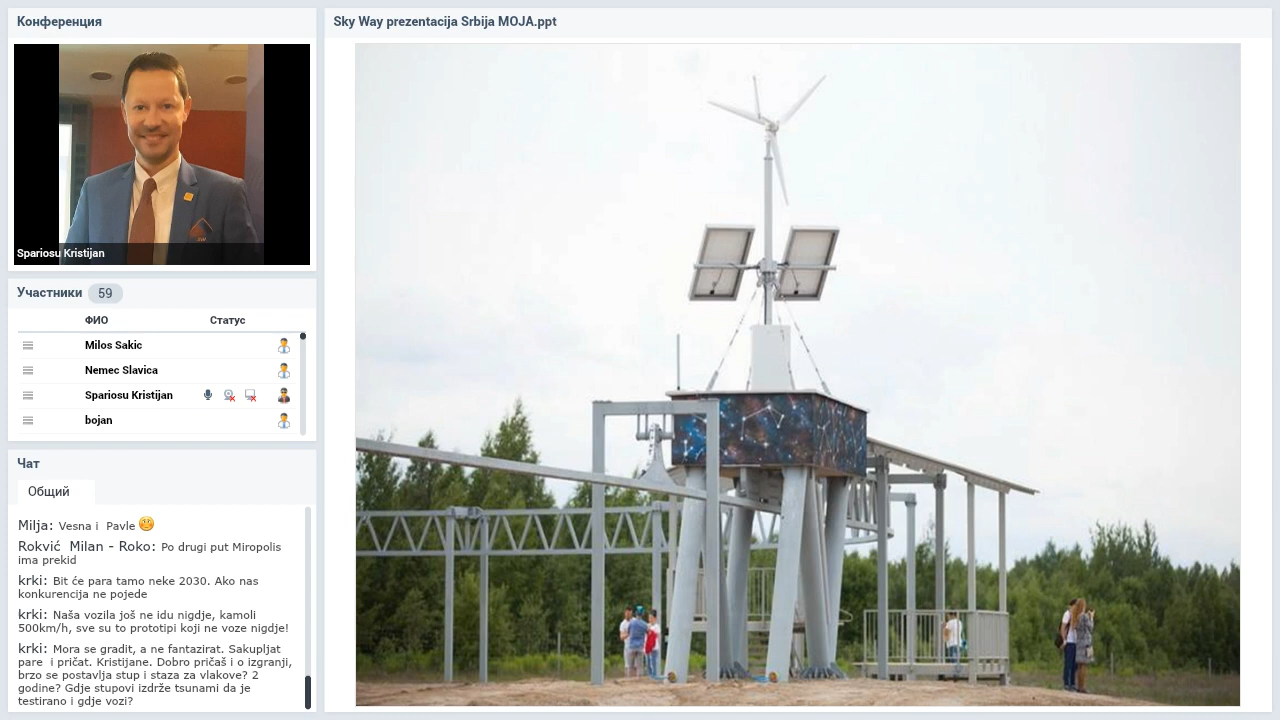 Конференция
Spariosu Kristijan
Участники 59
ФИО Статус
Milos Sakic
Nemec Slavica
Spariosu Kristijan
bojan
Чат
Общий
Milja: Vesna i Pavle
Rokvić Milan - Roko: Po drugi put Miropolis
ima prekid
krki: Bit će para tamo neke 2030. Ako nas
konkurencija ne pojede
krki: Naša vozila još ne idu nigdje, kamoli
500km/h, sve su to prototipi koji ne voze nigdje!
krki: Mora se gradit, a ne fantazirat. Sakupljat
pare i pričat. Kristijane. Dobro pričaš i o izgranji,
brzo se postavlja stup i staza za vlakove? 2
godine? Gdje stupovi izdrže tsunami da je
testirano i gdje vozi?
Sky Way prezentacija Srbija MOJA.ppt